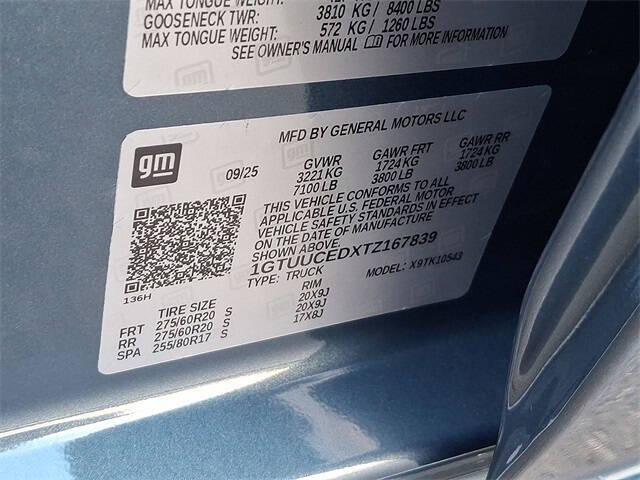 MAX TONGUE WEIGHT:
GOOSENECK TWR: 3810 KG / 8400 LBS
MAX TONGUE WEIGHT: 572 KG / 1260 LBS
SEE OWNER'S MANUAL gm FOR MORE INFORMATION
MFD BY GENERAL MOTORS LLC
gm
09/25 GVWR GAWR FRT GAWR RR
3221 KG 1724 KG 1724 KG
7100 LB 3800 LB 3800 LB
THIS VEHICLE CONFORMS TO ALL
APPLICABLE U.S. FEDERAL MOTOR
VEHICLE SAFETY STANDARDS IN EFFECT
ON THE DATE OF MANUFACTURE
SHOWN ABOVE.
1GTUUCEDXTZ167839
TYPE: TRUCK MODEL: X9TK10543
136H
TIRE SIZE RIM
FRT 275/60R20 S 20X9J
RR 275/60R20 S 20X9J
SPA 255/80R17 S 17X8J